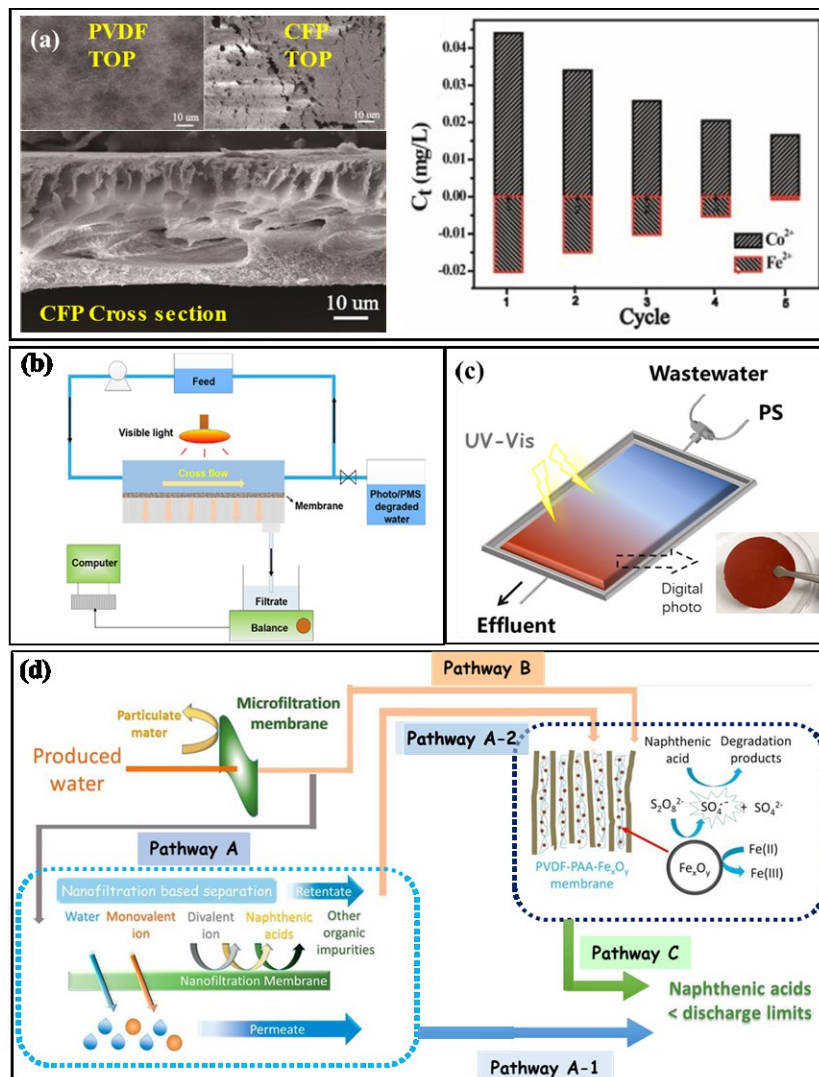 (a)
PVDF
TOP
10 um
CFP
TOP
10 um
CFP Cross section
10 um
Ct (mg/L)
0.04
0.03
0.02
0.01
0.00
-0.01
-0.02
Co2+
Fe2+
1 2 3 4 5
Cycle
(b)
Feed
Visible light
Cross flow
Membrane
Photo/PMS
degraded
water
Computer
Filtrate
Balance
(c)
Wastewater
PS
UV-Vis
Digital
photo
Effluent
(d)
Pathway B
Particulate
mater
Microfiltration
membrane
Produced
water
Pathway A-2
Pathway A
Naphthenic
acid
Degradation
products
S2O8 2-
SO4•- + SO4 2-
PVDF-PAA-FexOy
membrane
FexOy
Fe(II)
Fe(III)
Nanofiltration based separation
Retentate
Water
Monovalent
ion
Divalent
ion
Naphthenic
acids
Other
organic
impurities
Nanofiltration Membrane
Permeate
Pathway C
Naphthenic acids
< discharge limits
Pathway A-1